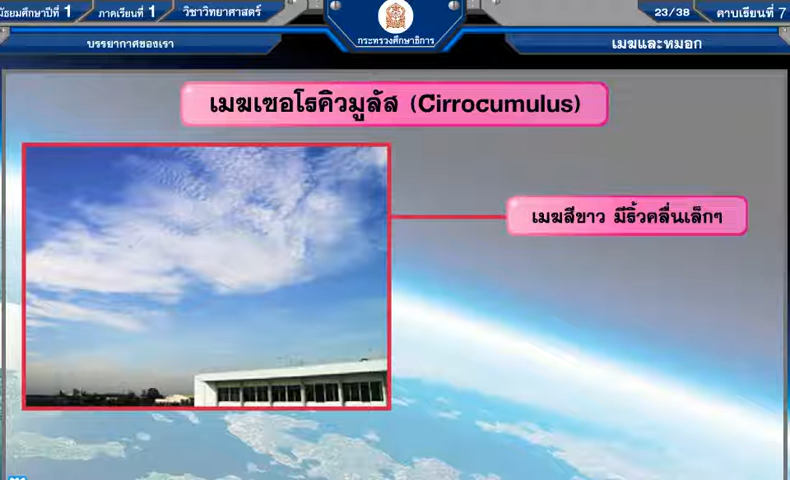 มัธยมศึกษาปีที่ 1 ภาคเรียนที่ 1 วิชาวิทยาศาสตร์ กระทรวงศึกษาธิการ 23/38 คาบเรียนที่ 7
บรรยากาศของเรา เมฆและหมอก
เมฆเซอโรคิวมูลัส (Cirrocumulus)
เมฆสีขาว มีริ้วคลื่นเล็กๆ